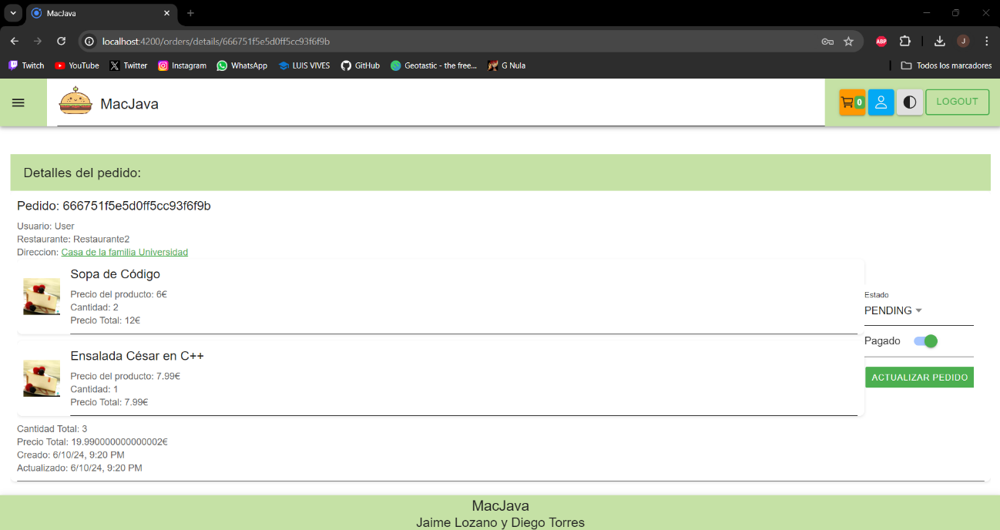 MacJava
localhost:4200/orders/details/666751f5e5d0ff5cc93f6f9b
ABP
J
Twitch
YouTube
Twitter
Instagram
WhatsApp
LUIS VIVES
GitHub
Geotastic - the free...
G Nula
Todos los marcadores
MacJava
0
LOGOUT
Detalles del pedido:
Pedido: 666751f5e5d0ff5cc93f6f9b
Usuario: User
Restaurante: Restaurante2
Direccion: Casa de la familia Universidad
Sopa de Código
Precio del producto: 6€
Cantidad: 2
Precio Total: 12€
Ensalada César en C++
Precio del producto: 7.99€
Cantidad: 1
Precio Total: 7.99€
Estado
PENDING
Pagado
ACTUALIZAR PEDIDO
Cantidad Total: 3
Precio Total: 19.990000000000002€
Creado: 6/10/24, 9:20 PM
Actualizado: 6/10/24, 9:20 PM
MacJava
Jaime Lozano y Diego Torres